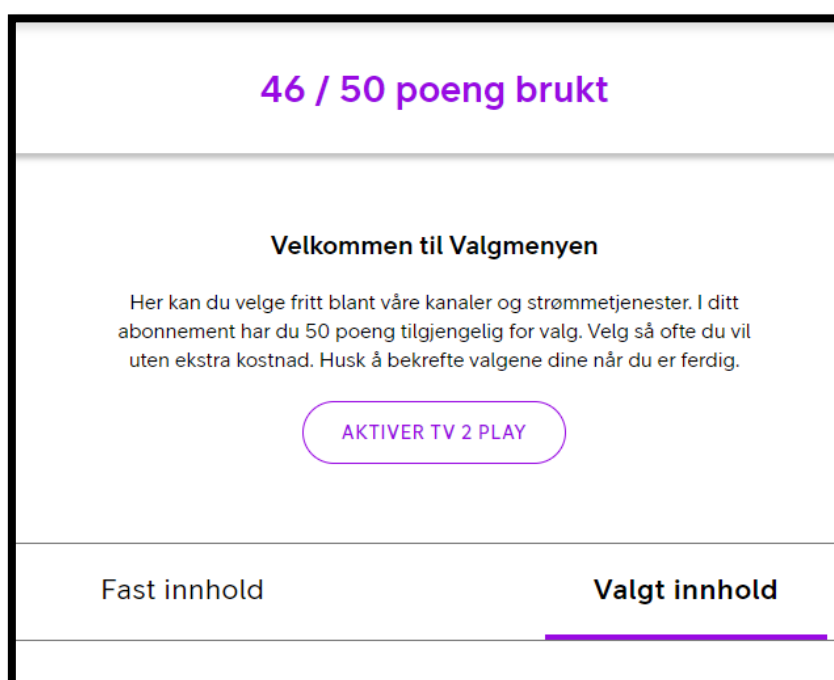 46 / 50 poeng brukt
Velkommen til Valgmenyen
Her kan du velge fritt blant våre kanaler og strømmetjenester. I ditt
abonnement har du 50 poeng tilgjengelig for valg. Velg så ofte du vil
uten ekstra kostnad. Husk å bekrefte valgene dine når du er ferdig.
AKTIVER TV 2 PLAY
Fast innhold
Valgt innhold